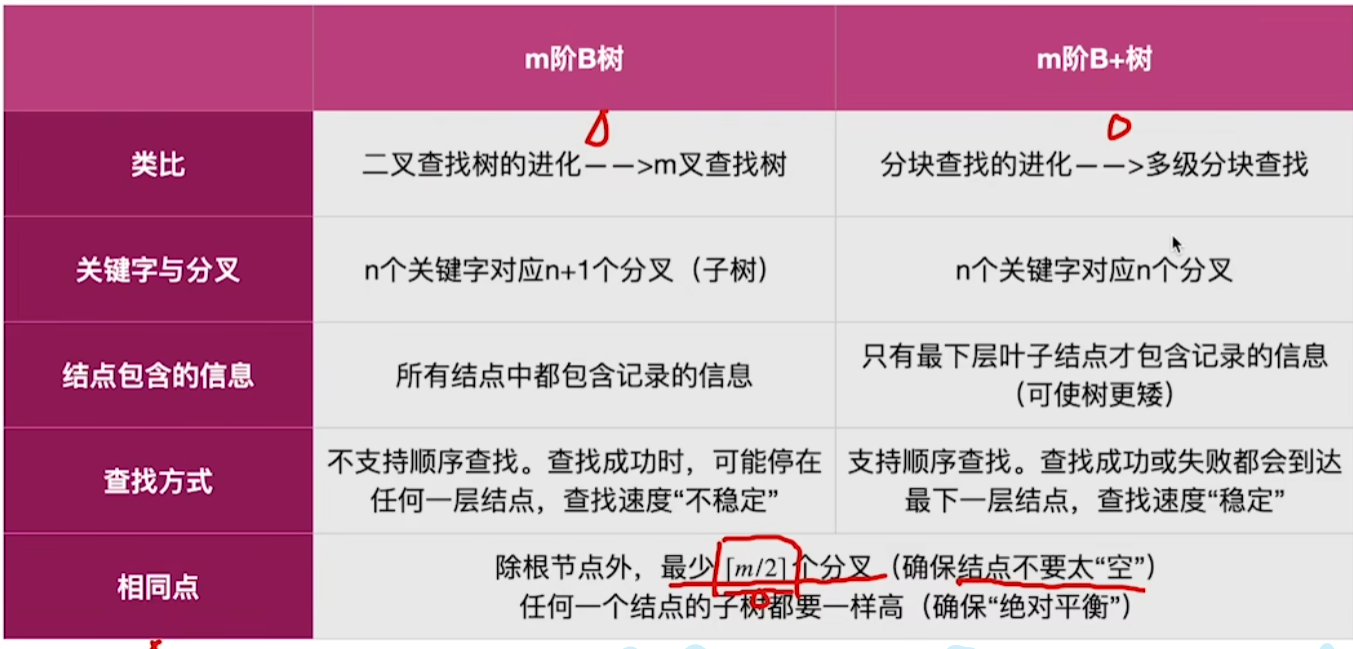 m阶B树
m阶B+树
类比
二叉查找树的进化——>m叉查找树
分块查找的进化——>多级分块查找
关键字与分叉
n个关键字对应n+1个分叉（子树）
n个关键字对应n个分叉
结点包含的信息
所有结点中都包含记录的信息
只有最下层叶子结点才包含记录的信息
（可使树更矮）
查找方式
不支持顺序查找。查找成功时，可能停在
任何一层结点，查找速度“不稳定”
支持顺序查找。查找成功或失败都会到达
最下一层结点，查找速度“稳定”
相同点
除根节点外，最少⌈m/2⌉个分叉（确保结点不要太“空”）
任何一个结点的子树都要一样高（确保“绝对平衡”）